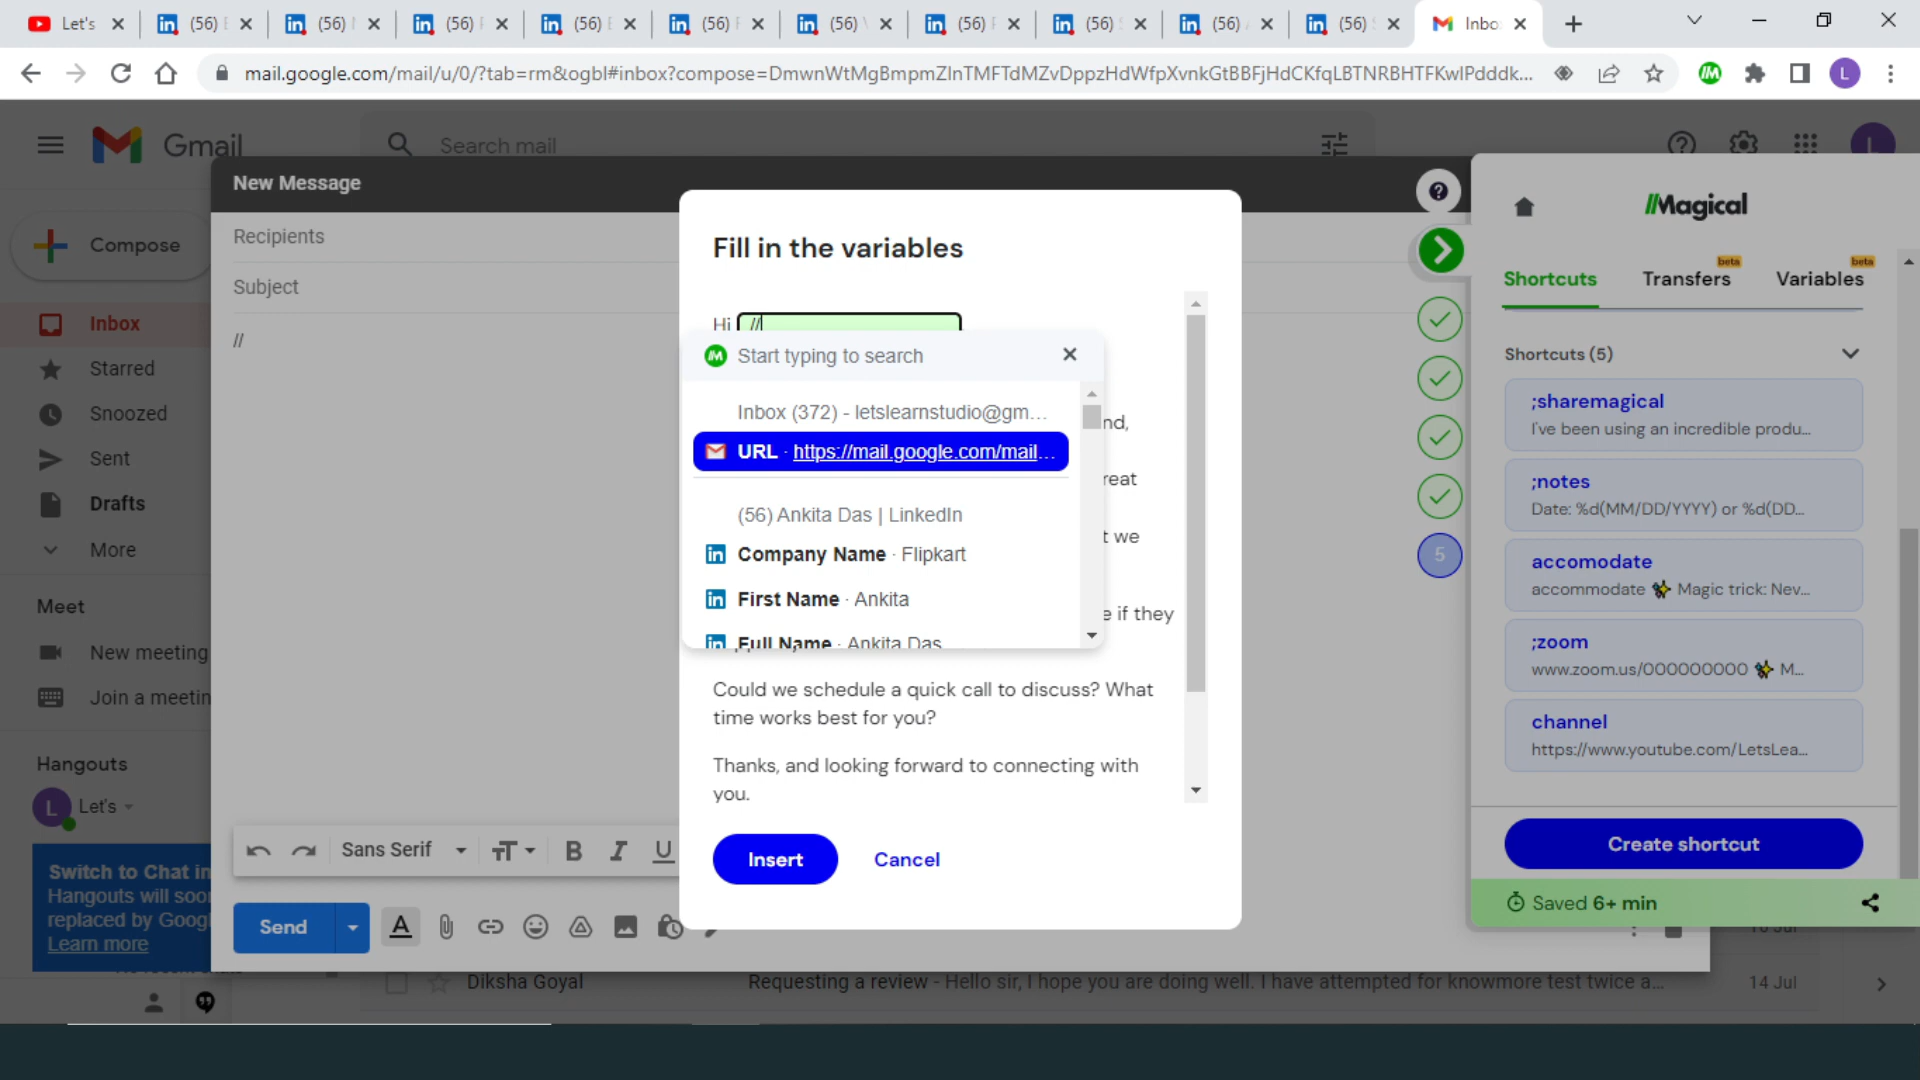 Let's
(56)
(56)
(56)
(56)
(56)
(56)
(56)
(56)
(56)
(56)
Inbo
mail.google.com/mail/u/0/?tab=rm&ogbl#inbox?compose=DmwnWtMgBmpmZlnTMFTdMZvDppzHdWfpXvnkGtBBFjHdCKfqLBTNRBHTFKwlPdddk...
L
Gmail
Search mail
L
Compose
Inbox
Starred
Snoozed
Sent
Drafts
More
Meet
New meeting
Join a meetin
Hangouts
L
Let's
Switch to Chat in
Hangouts will soo
replaced by Googl
Learn more
New Message
Recipients
Subject
//
Sans Serif
Send
Diksha Goyal
Requesting a review - Hello sir, I hope you are doing well. I have attempted for knowmore test twice a...
14 Jul
Fill in the variables
Hi //
Start typing to search
Inbox (372) - letslearnstudio@gm...
URL · https://mail.google.com/mail...
(56) Ankita Das | LinkedIn
Company Name · Flipkart
First Name · Ankita
Full Name · Ankita Das
nd,
reat
t we
e if they
Could we schedule a quick call to discuss? What
time works best for you?
Thanks, and looking forward to connecting with
you.
Insert
Cancel
5
Magical
Shortcuts
Transfers
beta
Variables
beta
Shortcuts (5)
;sharemagical
I've been using an incredible produ...
;notes
Date: %d(MM/DD/YYYY) or %d(DD...
accomodate
accommodate ✨ Magic trick: Nev...
;zoom
www.zoom.us/000000000 ✨ M...
channel
https://www.youtube.com/LetsLea...
Create shortcut
Saved 6+ min